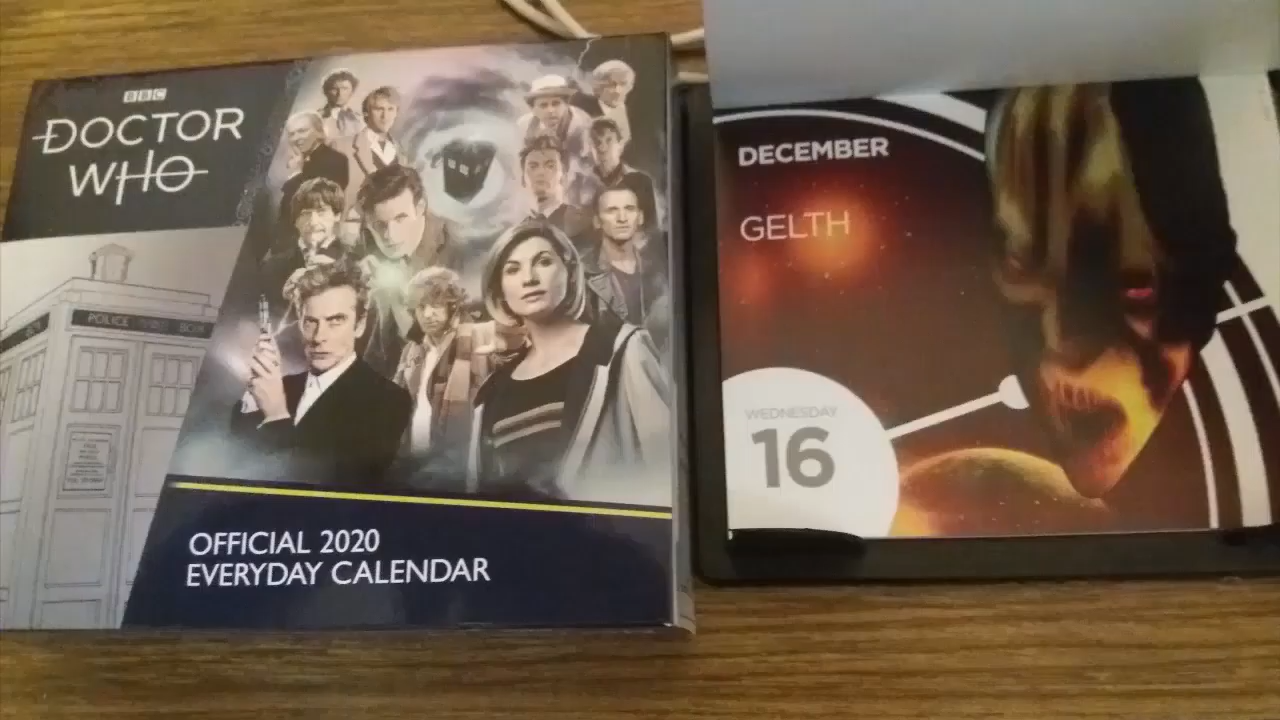 BBC
DOCTOR
WHO
POLICE BOX
OFFICIAL 2020
EVERYDAY CALENDAR
DECEMBER
GELTH
WEDNESDAY
16